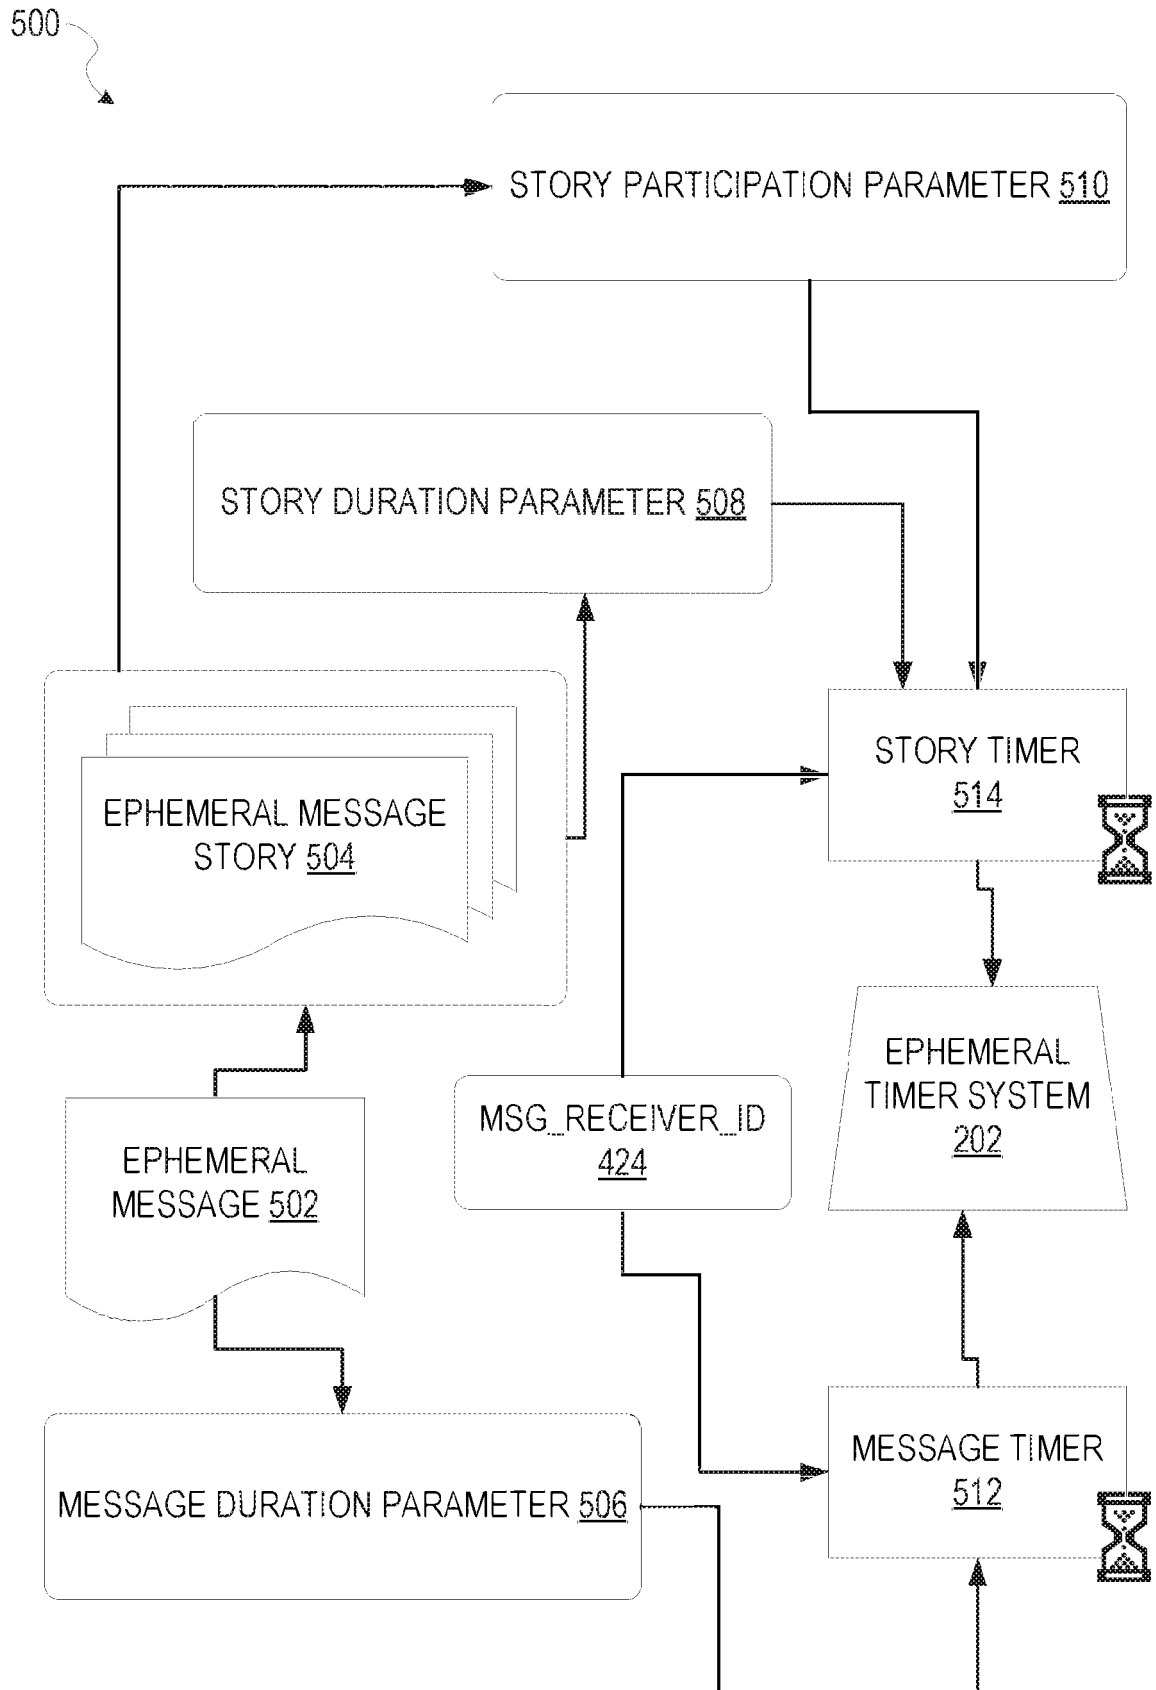 500
STORY PARTICIPATION PARAMETER 510
STORY DURATION PARAMETER 508
STORY TIMER
514
EPHEMERAL MESSAGE
STORY 504
EPHEMERAL
TIMER SYSTEM
202
MSG_RECEIVER_ID
424
EPHEMERAL
MESSAGE 502
MESSAGE TIMER
512
MESSAGE DURATION PARAMETER 506